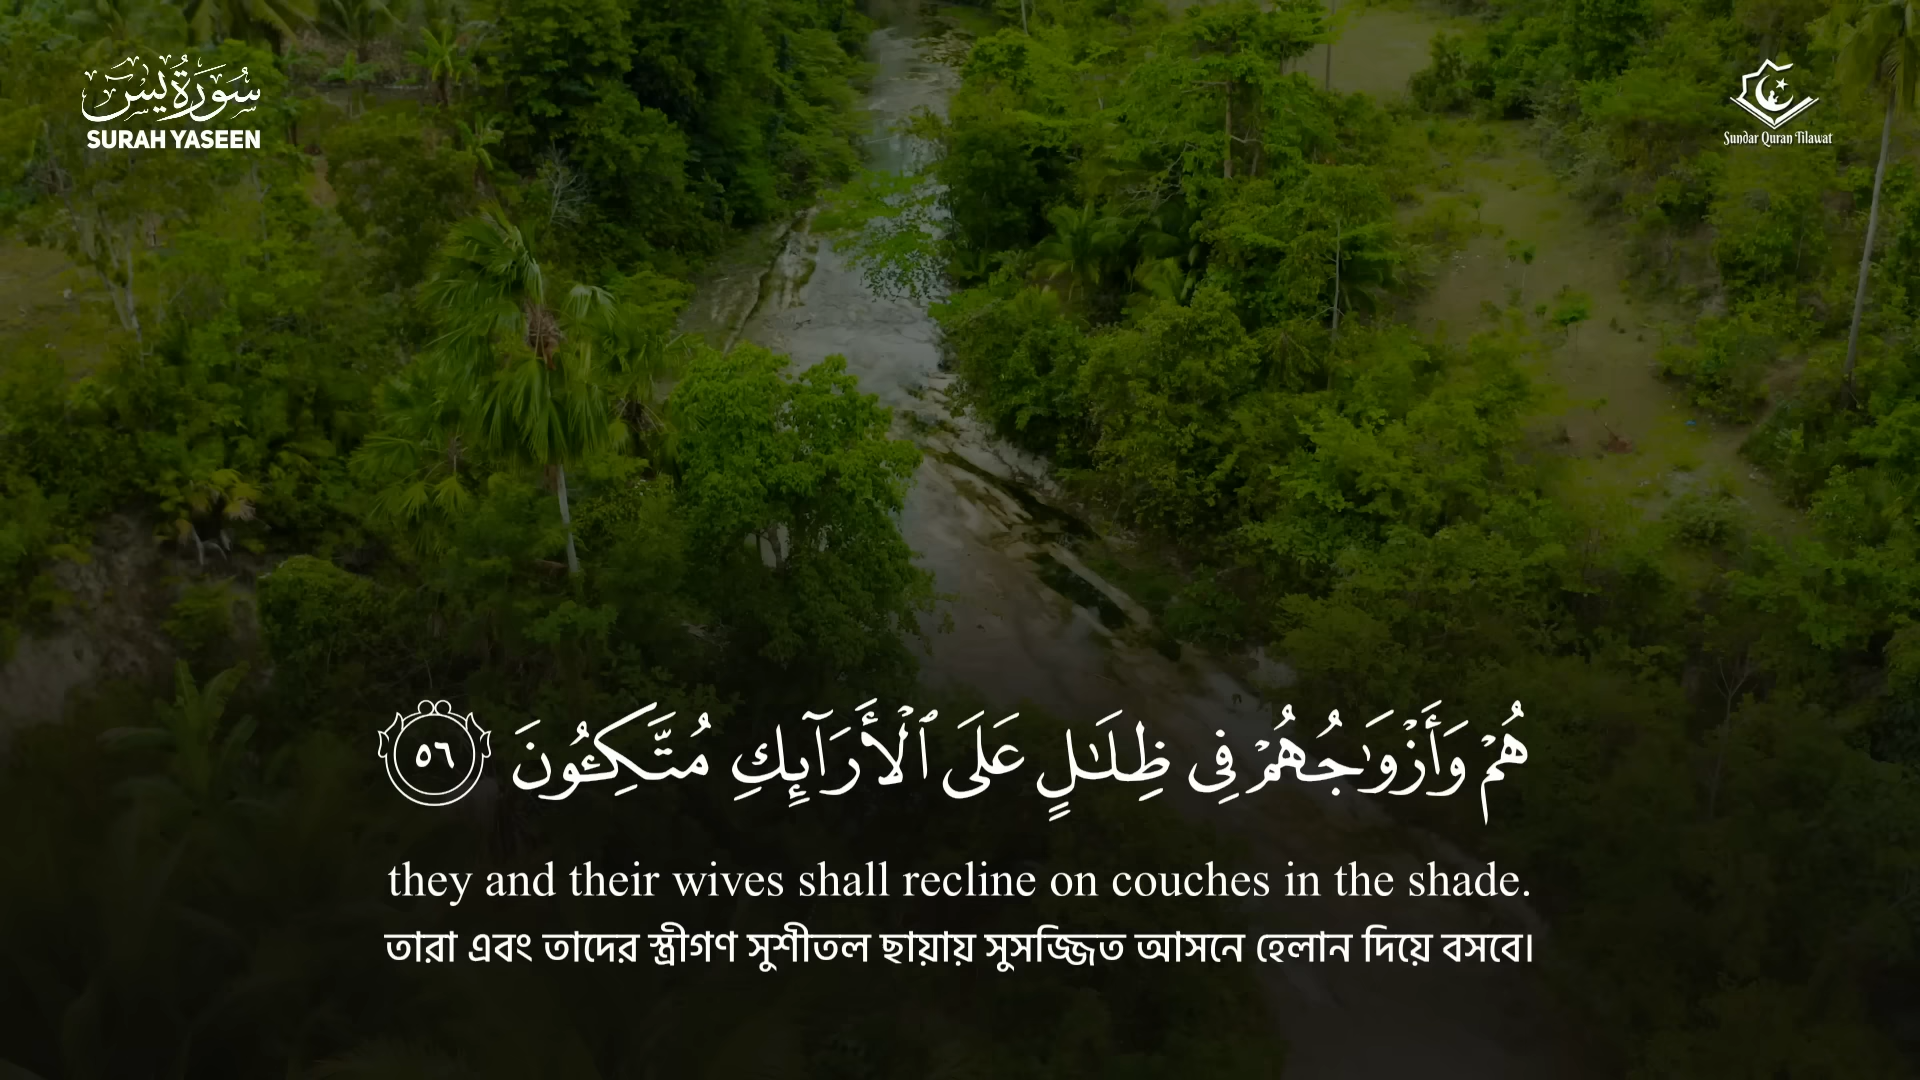 سُورَةُ يس
SURAH YASEEN
Sundar Quran Tilawat
هُمْ وَأَزْوَٰجُهُمْ فِى ظِلَـٰلٍ عَلَى ٱلْأَرَآئِكِ مُتَّكِـُٔونَ ٥٦
they and their wives shall recline on couches in the shade.
তারা এবং তাদের স্ত্রীগণ সুশীতল ছায়ায় সুসজ্জিত আসনে হেলান দিয়ে বসবে।